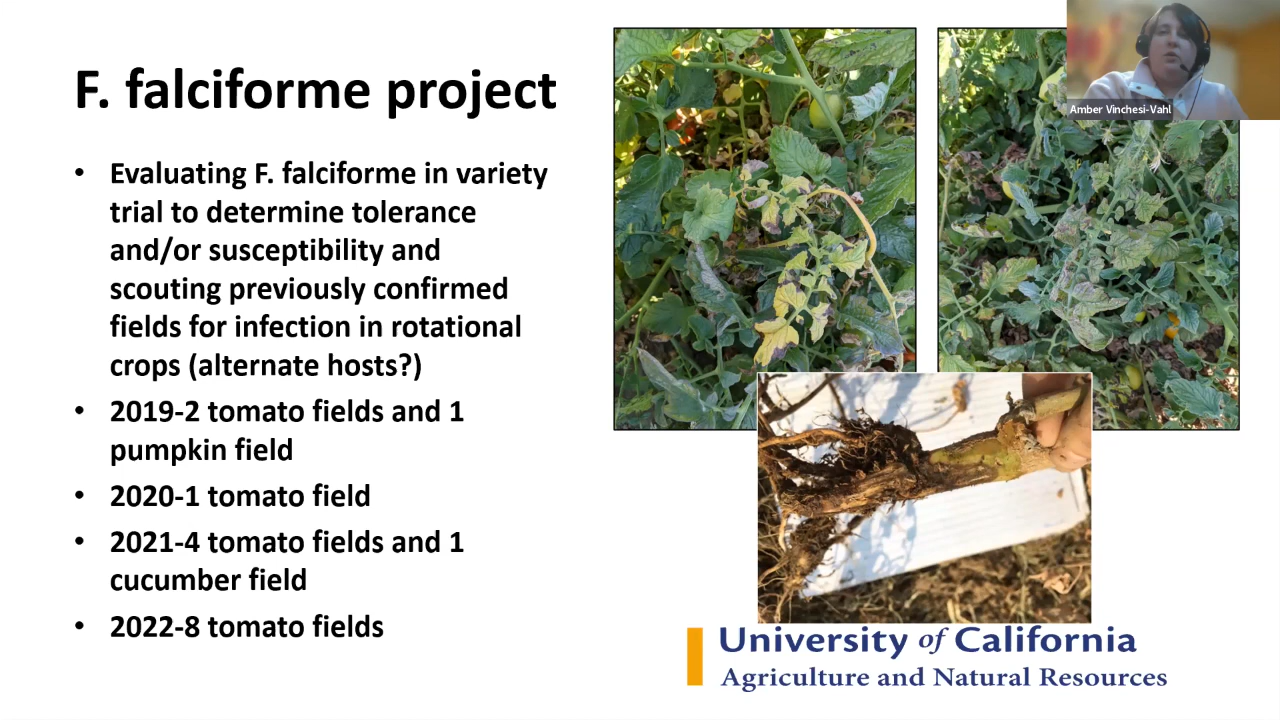 F. falciforme project
• Evaluating F. falciforme in variety
trial to determine tolerance
and/or susceptibility and
scouting previously confirmed
fields for infection in rotational
crops (alternate hosts?)
• 2019-2 tomato fields and 1
pumpkin field
• 2020-1 tomato field
• 2021-4 tomato fields and 1
cucumber field
• 2022-8 tomato fields
Amber Vinchesi-Vahl
University of California
Agriculture and Natural Resources